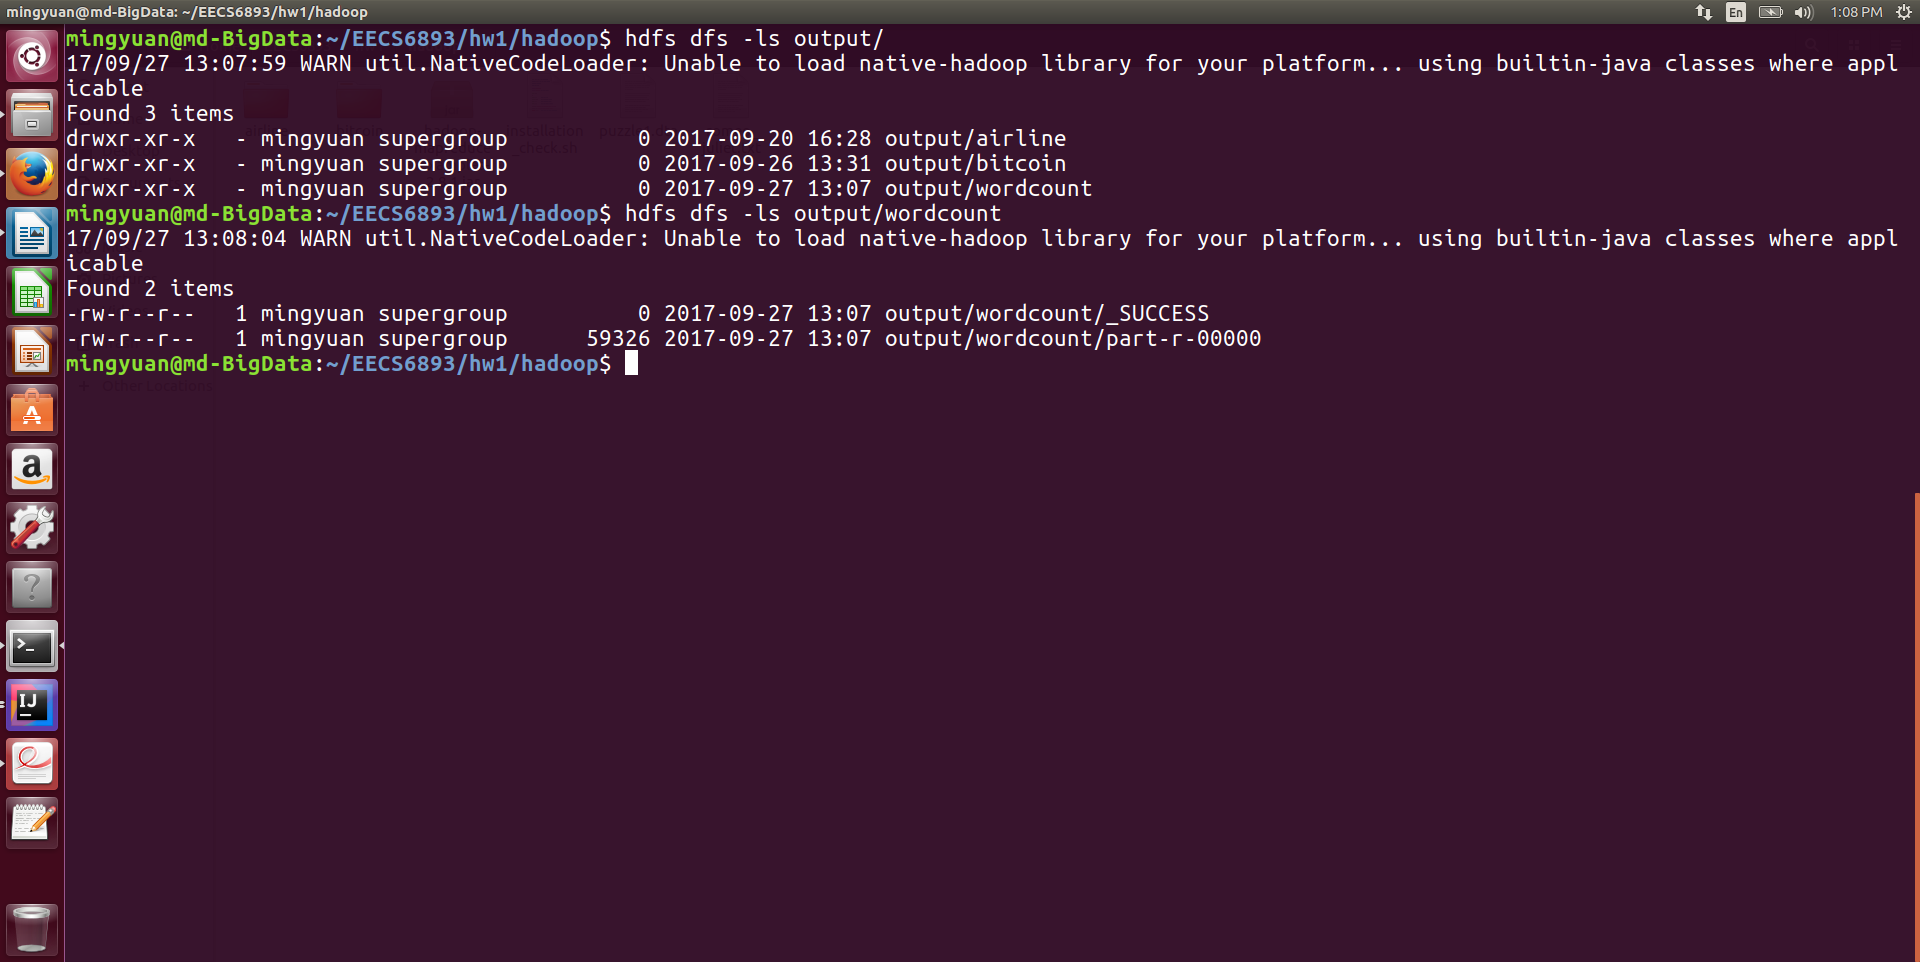 mingyuan@md-BigData: ~/EECS6893/hw1/hadoop
En
1:08 PM
mingyuan@md-BigData:~/EECS6893/hw1/hadoop$ hdfs dfs -ls output/
17/09/27 13:07:59 WARN util.NativeCodeLoader: Unable to load native-hadoop library for your platform... using builtin-java classes where appl
icable
Found 3 items
drwxr-xr-x   - mingyuan supergroup          0 2017-09-20 16:28 output/airline
drwxr-xr-x   - mingyuan supergroup          0 2017-09-26 13:31 output/bitcoin
drwxr-xr-x   - mingyuan supergroup          0 2017-09-27 13:07 output/wordcount
mingyuan@md-BigData:~/EECS6893/hw1/hadoop$ hdfs dfs -ls output/wordcount
17/09/27 13:08:04 WARN util.NativeCodeLoader: Unable to load native-hadoop library for your platform... using builtin-java classes where appl
icable
Found 2 items
-rw-r--r--   1 mingyuan supergroup          0 2017-09-27 13:07 output/wordcount/_SUCCESS
-rw-r--r--   1 mingyuan supergroup      59326 2017-09-27 13:07 output/wordcount/part-r-00000
mingyuan@md-BigData:~/EECS6893/hw1/hadoop$
Other Locations